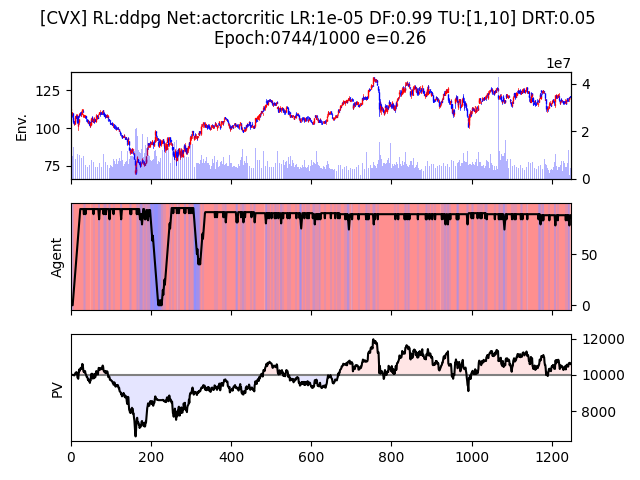 [CVX] RL:ddpg Net:actorcritic LR:1e-05 DF:0.99 TU:[1,10] DRT:0.05
Epoch:0744/1000 e=0.26
1e7
125
100
75
Env.
4
2
0
Agent
50
0
PV
12000
10000
8000
0 200 400 600 800 1000 1200